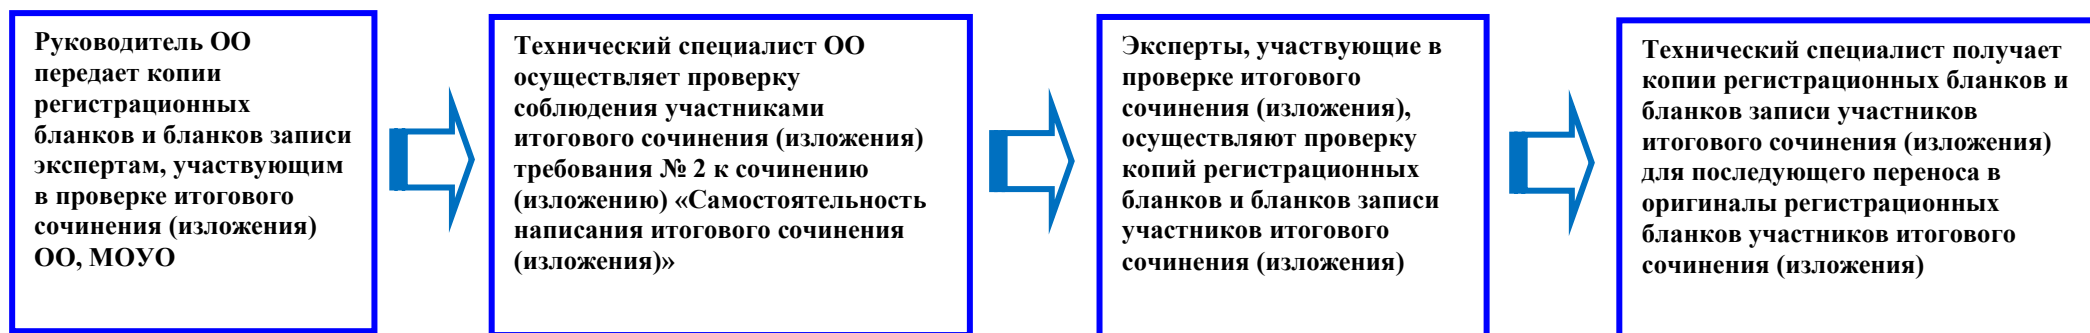 Руководитель ОО
передает копии
регистрационных
бланков и бланков записи
экспертам, участвующим
в проверке итогового
сочинения (изложения)
ОО, МОУО
Технический специалист ОО
осуществляет проверку
соблюдения участниками
итогового сочинения (изложения)
требования № 2 к сочинению
(изложению) «Самостоятельность
написания итогового сочинения
(изложения)»
Эксперты, участвующие в
проверке итогового
сочинения (изложения),
осуществляют проверку
копий регистрационных
бланков и бланков записи
участников итогового
сочинения (изложения)
Технический специалист получает
копии регистрационных бланков и
бланков записи участников
итогового сочинения (изложения)
для последующего переноса в
оригиналы регистрационных
бланков участников итогового
сочинения (изложения)